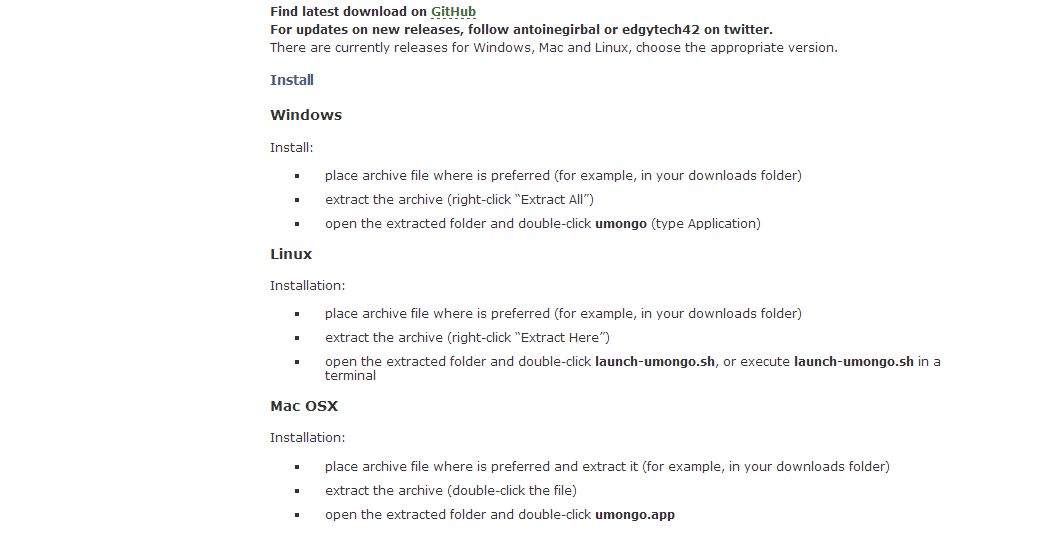 Find latest download on GitHub
For updates on new releases, follow antoinegirbal or edgytech42 on twitter.
There are currently releases for Windows, Mac and Linux, choose the appropriate version.
Install
Windows
Install:
▪ place archive file where is preferred (for example, in your downloads folder)
▪ extract the archive (right-click “Extract All”)
▪ open the extracted folder and double-click umongo (type Application)
Linux
Installation:
▪ place archive file where is preferred (for example, in your downloads folder)
▪ extract the archive (right-click “Extract Here”)
▪ open the extracted folder and double-click launch-umongo.sh, or execute launch-umongo.sh in a
terminal
Mac OSX
Installation:
▪ place archive file where is preferred and extract it (for example, in your downloads folder)
▪ extract the archive (double-click the file)
▪ open the extracted folder and double-click umongo.app